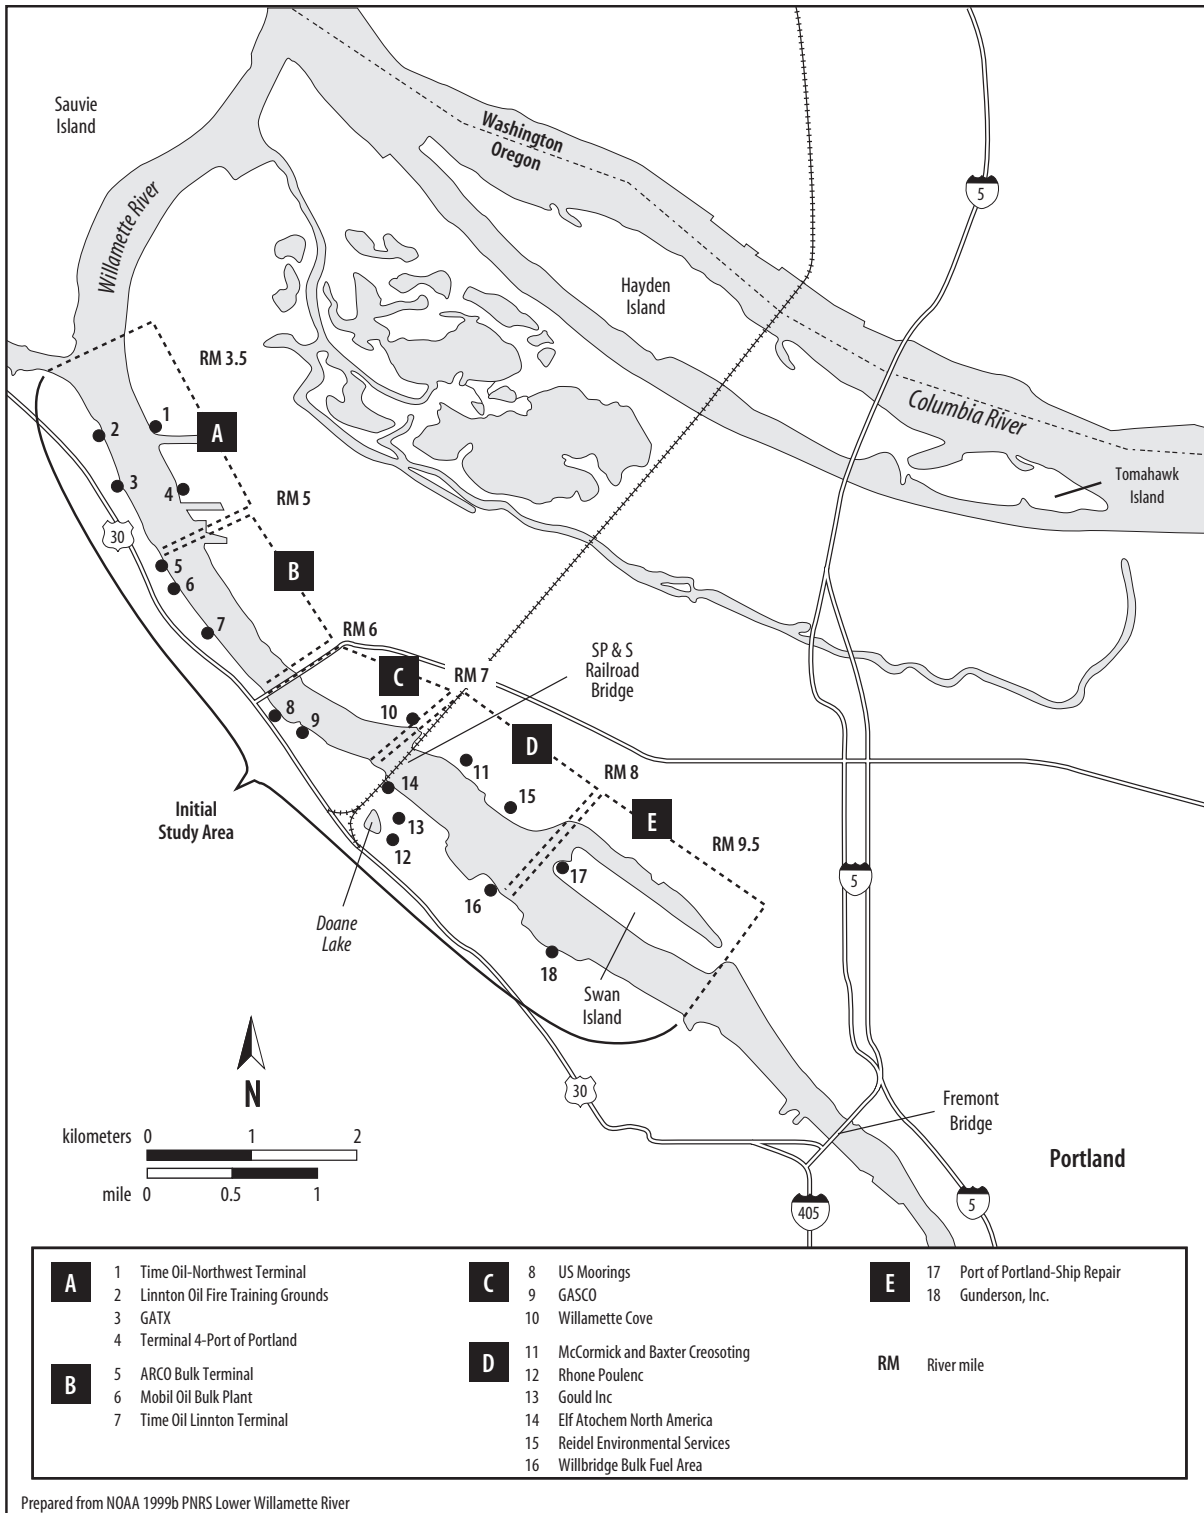 Sauvie
Island
Washington
Oregon
5
Willamette River
Hayden
Island
RM 3.5
Columbia River
1
2
A
3
4
Tomahawk
Island
RM 5
30
5
B
6
7
RM 6
SP & S
Railroad
Bridge
RM 7
C
10
8
9
D
11
RM 8
14
15
Initial
Study Area
13
E
RM 9.5
12
17
5
16
Doane
Lake
18
Swan
Island
N
30
Fremont
Bridge
kilometers 0 1 2
Portland
mile 0 0.5 1
405
5
A
1 Time Oil-Northwest Terminal
2 Linnton Oil Fire Training Grounds
3 GATX
4 Terminal 4-Port of Portland
B
5 ARCO Bulk Terminal
6 Mobil Oil Bulk Plant
7 Time Oil Linnton Terminal
C
8 US Moorings
9 GASCO
10 Willamette Cove
D
11 McCormick and Baxter Creosoting
12 Rhone Poulenc
13 Gould Inc
14 Elf Atochem North America
15 Reidel Environmental Services
16 Willbridge Bulk Fuel Area
E
17 Port of Portland-Ship Repair
18 Gunderson, Inc.
RM River mile
Prepared from NOAA 1999b PNRS Lower Willamette River